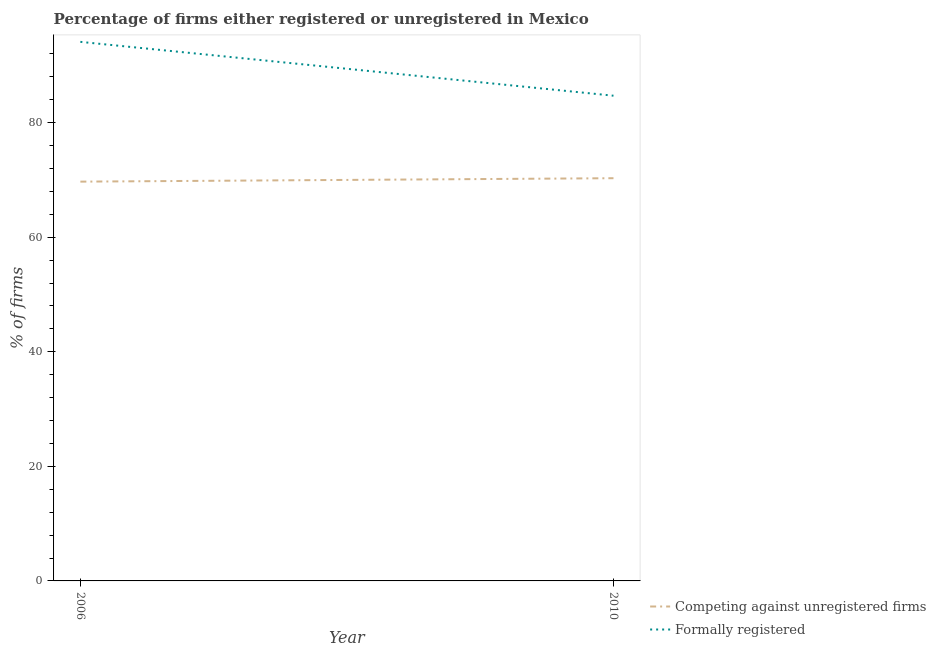 Percentage of firms either registered or unregistered in Mexico
% of firms
80
60
40
20
0
2006
2010
Year
Competing against unregistered firms
Formally registered